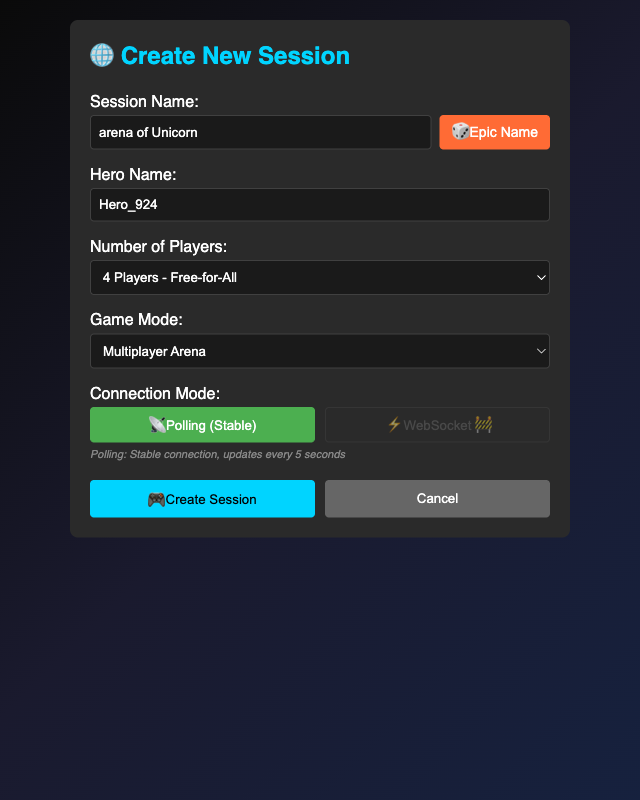 Create New Session
Session Name:
arena of Unicorn
Epic Name
Hero Name:
Hero_924
Number of Players:
4 Players - Free-for-All
Game Mode:
Multiplayer Arena
Connection Mode:
Polling (Stable)
WebSocket
Polling: Stable connection, updates every 5 seconds
Create Session
Cancel